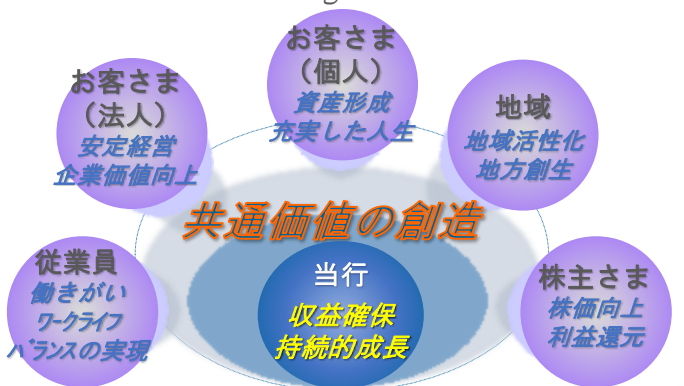 お客さま
（個人）
資産形成
充実した人生
お客さま
（法人）
安定経営
企業価値向上
地域
地域活性化
地方創生
共通価値の創造
従業員
働きがい
ﾜｰｸﾗｲﾌ
ﾊﾞﾗﾝｽの実現
当行
収益確保
持続的成長
株主さま
株価向上
利益還元